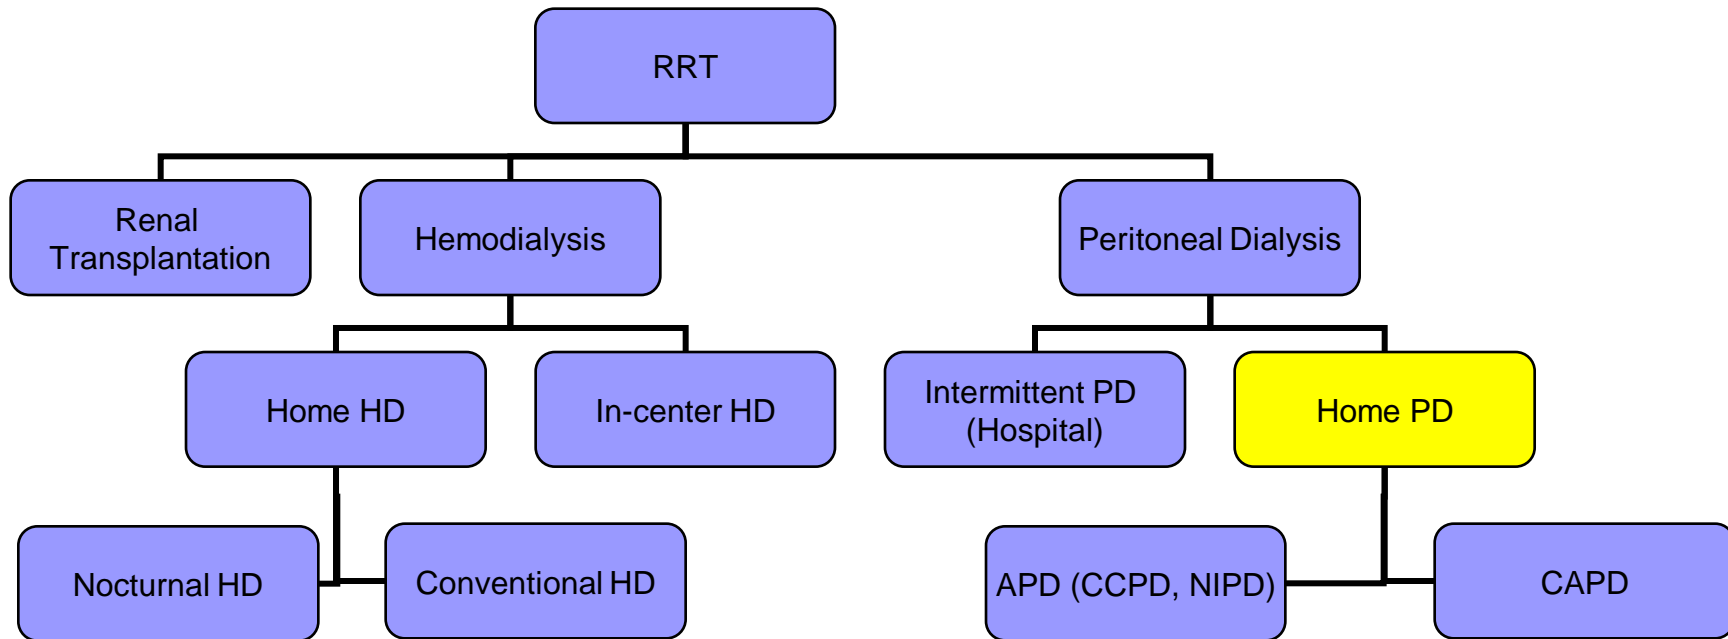 RRT
Renal
Transplantation
Hemodialysis
Peritoneal Dialysis
Home HD
In-center HD
Intermittent PD
(Hospital)
Home PD
Nocturnal HD
Conventional HD
APD (CCPD, NIPD)
CAPD